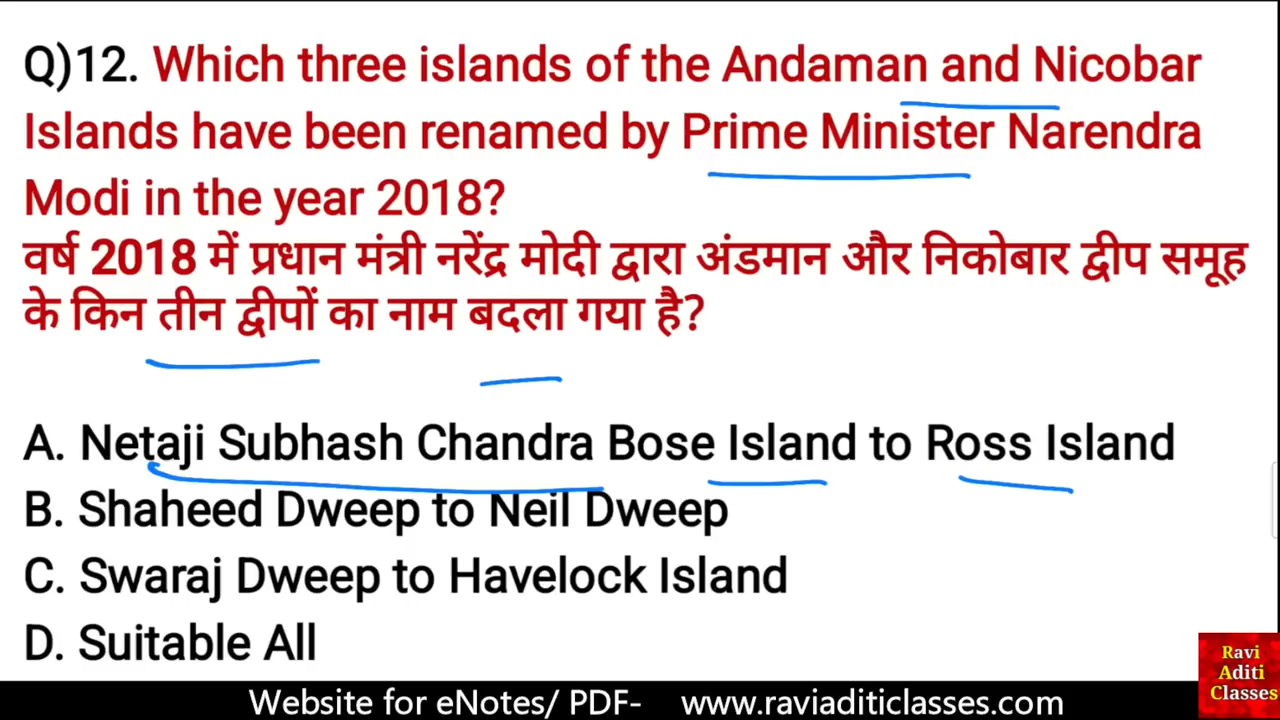 Q)12. Which three islands of the Andaman and Nicobar
Islands have been renamed by Prime Minister Narendra
Modi in the year 2018?
वर्ष 2018 में प्रधान मंत्री नरेंद्र मोदी द्वारा अंडमान और निकोबार द्वीप समूह
के किन तीन द्वीपों का नाम बदला गया है?
A. Netaji Subhash Chandra Bose Island to Ross Island
B. Shaheed Dweep to Neil Dweep
C. Swaraj Dweep to Havelock Island
D. Suitable All
Ravi
Aditi
Classes
Website for eNotes/ PDF- www.raviaditiclasses.com